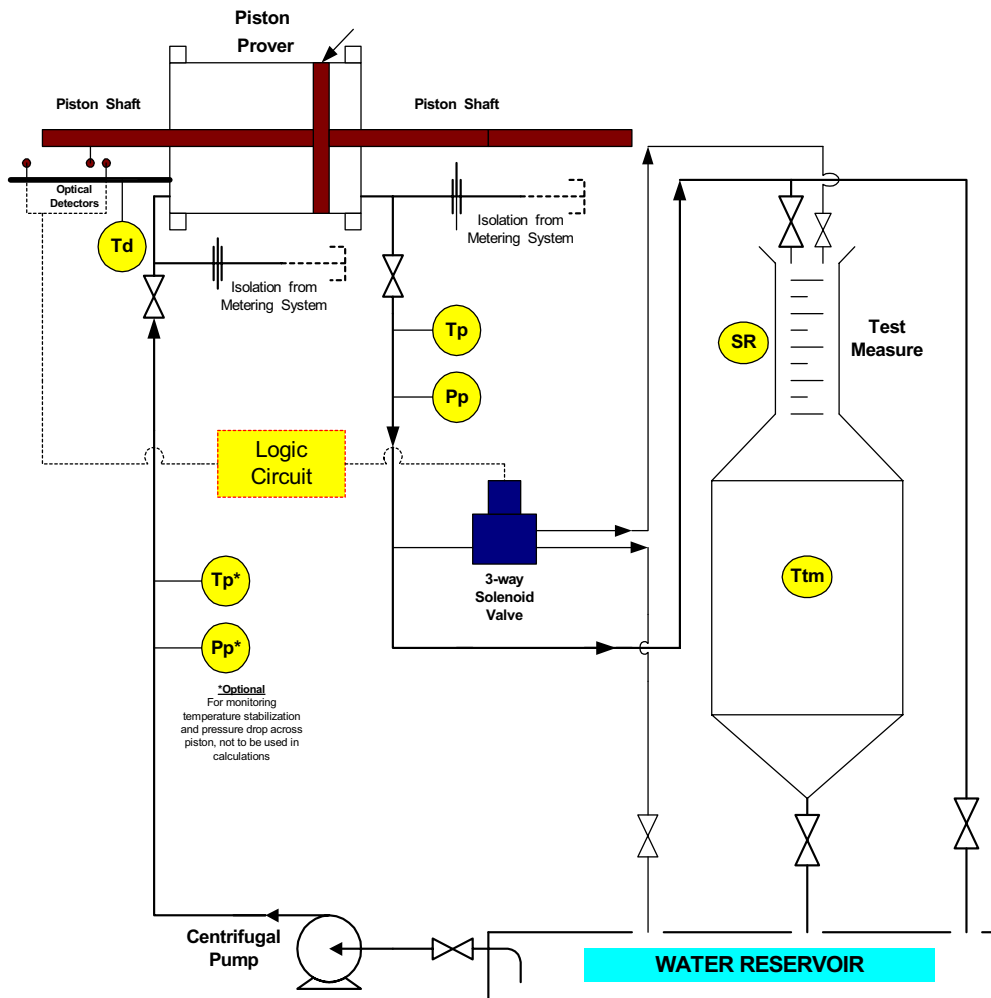 Piston
Prover
Piston Shaft
Piston Shaft
Optical
Detectors
Td
Isolation from
Metering System
Isolation from
Metering System
Tp
Pp
SR
Test
Measure
Logic
Circuit
3-way
Solenoid
Valve
Ttm
Tp*
Pp*
*Optional
For monitoring
temperature stabilization
and pressure drop across
piston, not to be used in
calculations
Centrifugal
Pump
WATER RESERVOIR